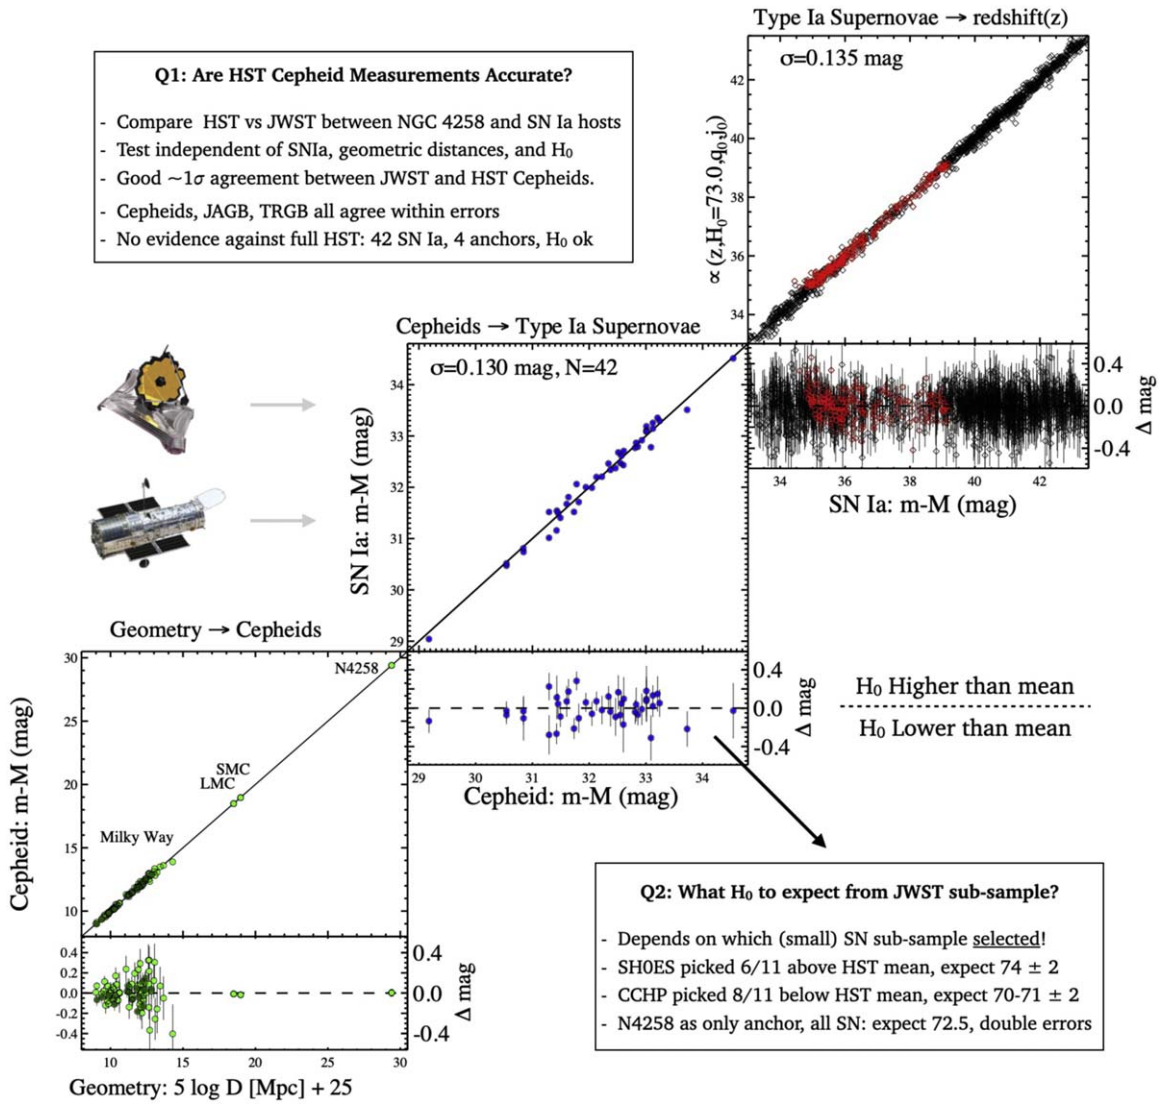 Type Ia Supernovae → redshift(z)
σ=0.135 mag
42
40
38
36
34
∝ (z,H₀=73.0,q₀,j₀)
0.4
0.0
-0.4
Δ mag
34 36 38 40 42
SN Ia: m-M (mag)
Q1: Are HST Cepheid Measurements Accurate?
- Compare HST vs JWST between NGC 4258 and SN Ia hosts
- Test independent of SNIa, geometric distances, and H₀
- Good ~1σ agreement between JWST and HST Cepheids.
- Cepheids, JAGB, TRGB all agree within errors
- No evidence against full HST: 42 SN Ia, 4 anchors, H₀ ok
Cepheids → Type Ia Supernovae
σ=0.130 mag, N=42
34
33
32
31
30
29
SN Ia: m-M (mag)
0.4
0.0
-0.4
Δ mag
29 30 31 32 33 34
Cepheid: m-M (mag)
H₀ Higher than mean
H₀ Lower than mean
Geometry → Cepheids
30
25
20
15
10
Cepheid: m-M (mag)
N4258
SMC
LMC
Milky Way
0.4
0.2
0.0
-0.2
-0.4
0.4
0.0
-0.4
Δ mag
10 15 20 25 30
Geometry: 5 log D [Mpc] + 25
Q2: What H₀ to expect from JWST sub-sample?
- Depends on which (small) SN sub-sample selected!
- SH0ES picked 6/11 above HST mean, expect 74 ± 2
- CCHP picked 8/11 below HST mean, expect 70-71 ± 2
- N4258 as only anchor, all SN: expect 72.5, double errors